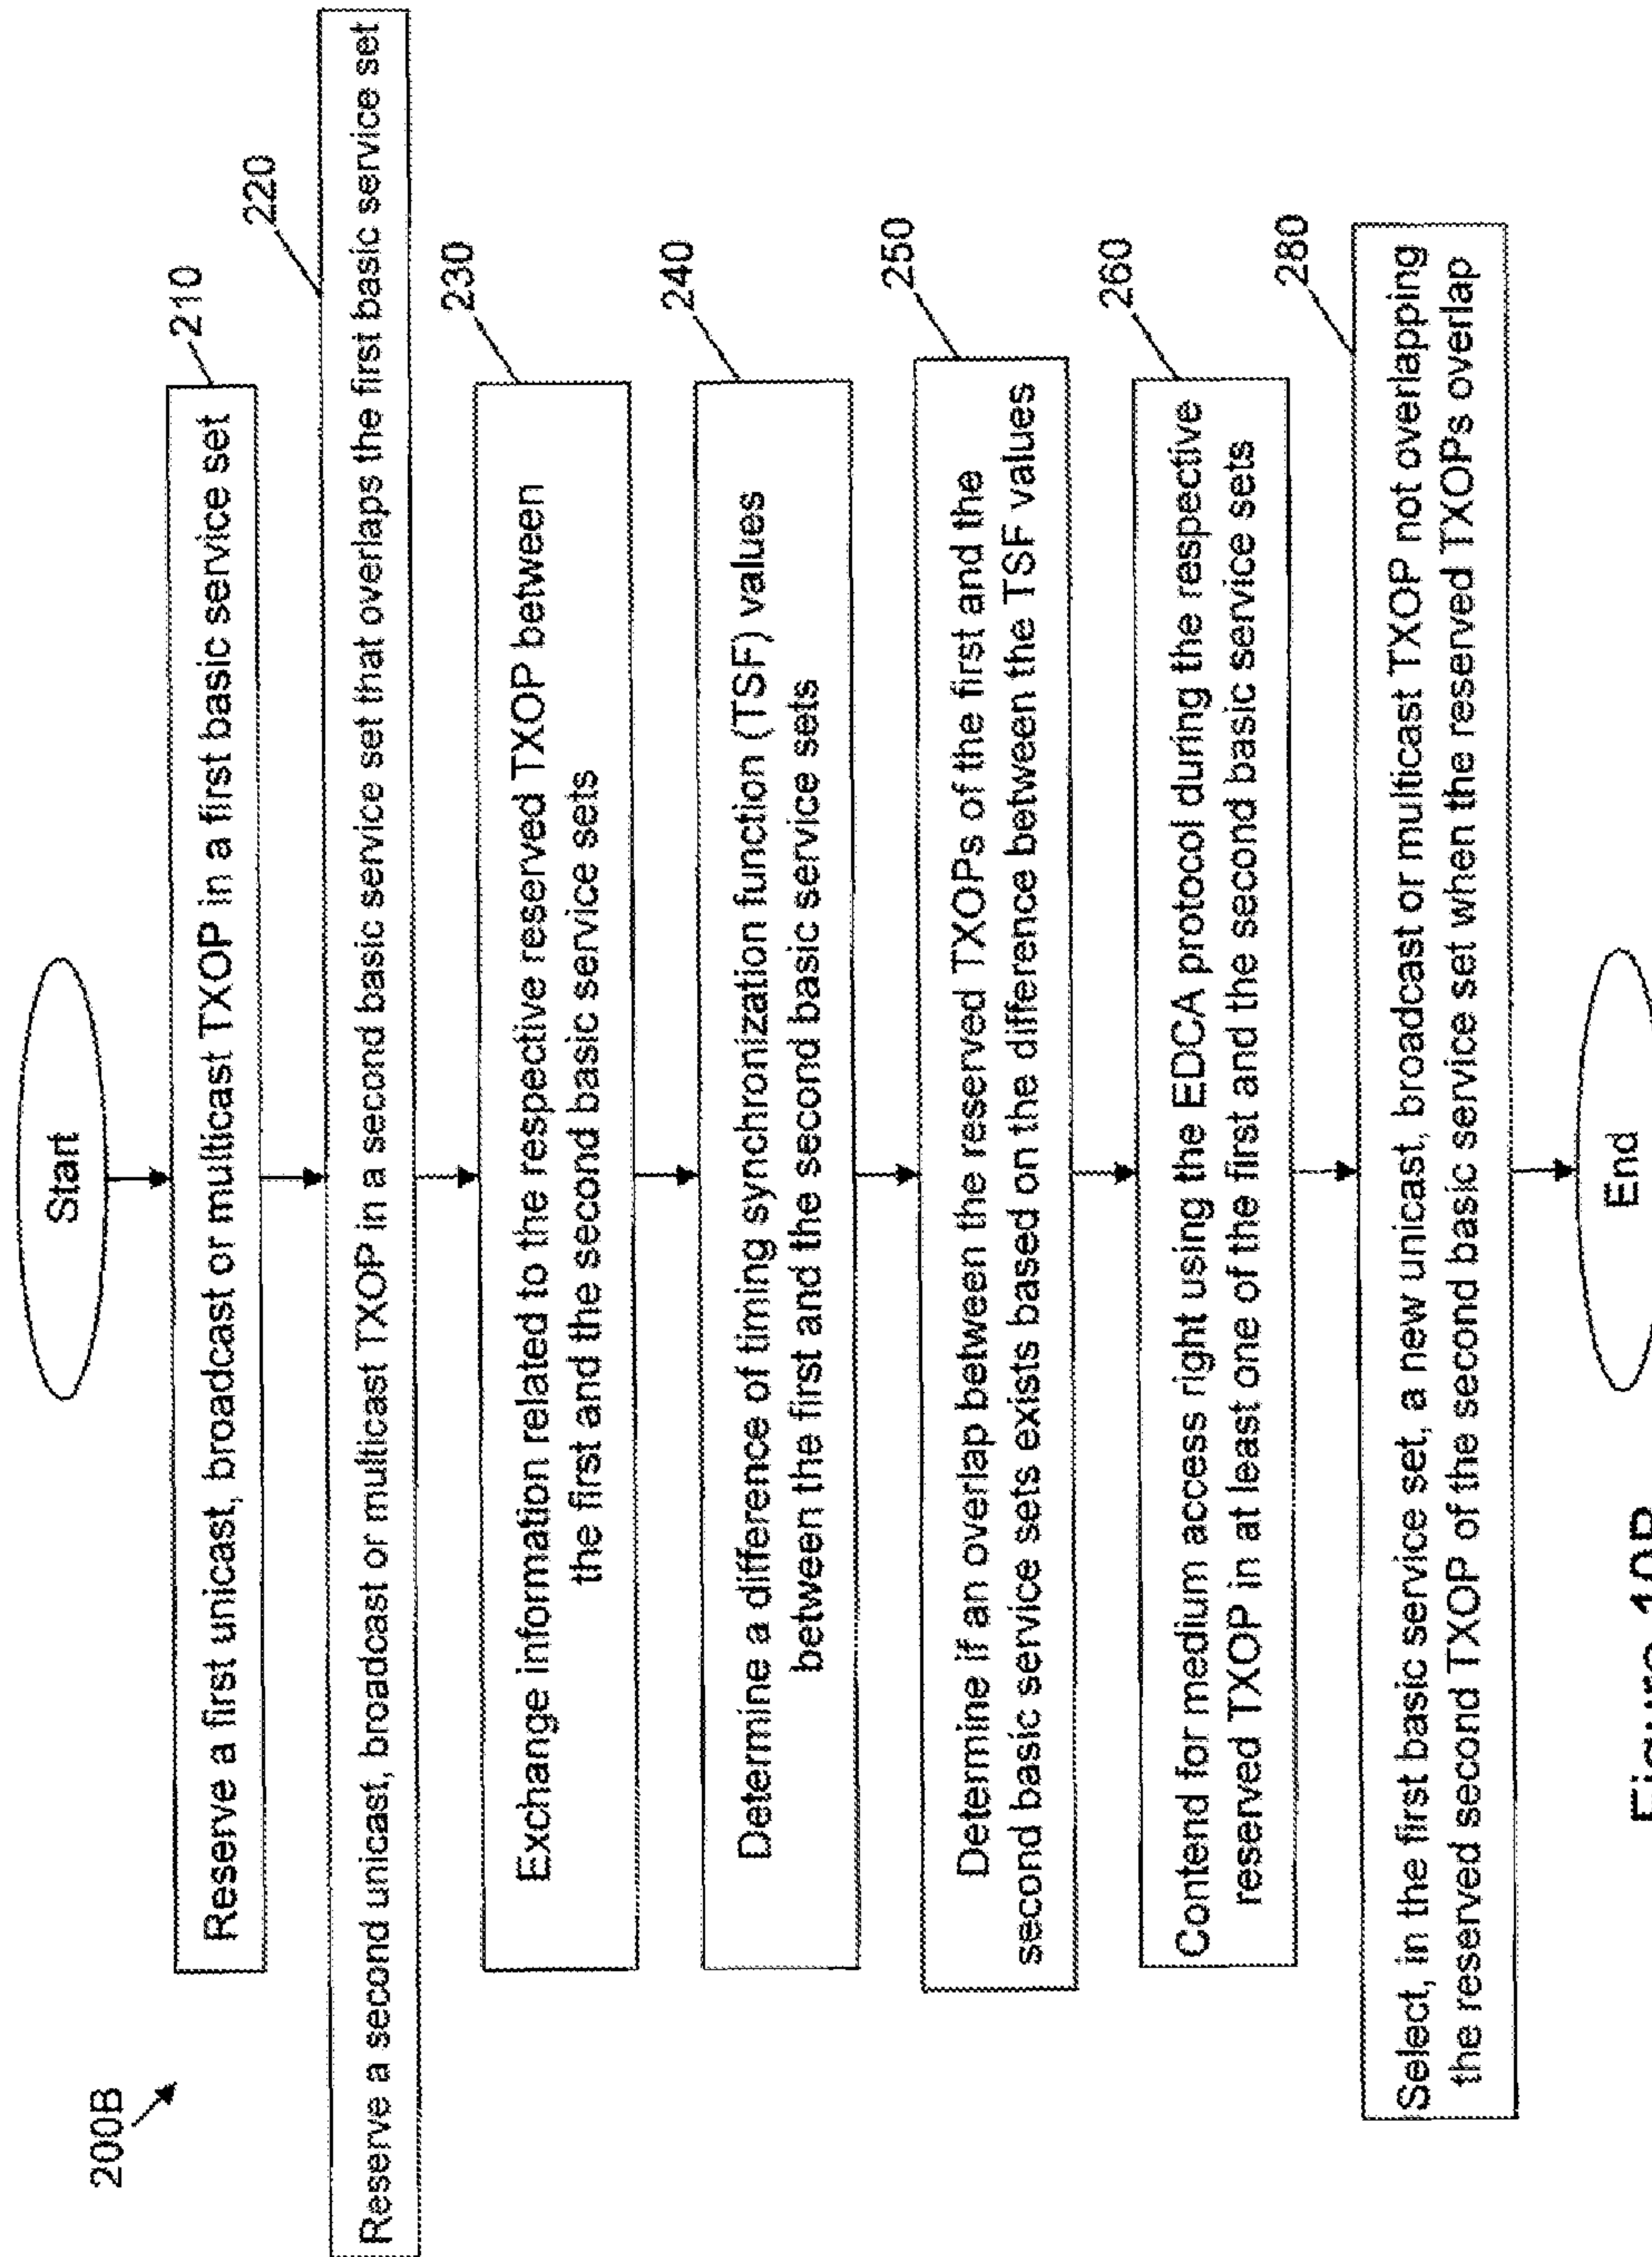 200B
Start
210
Reserve a first unicast, broadcast or multicast TXOP in a first basic service set
220
Reserve a second unicast, broadcast or multicast TXOP in a second basic service set that overlaps the first basic service set
230
Exchange information related to the respective reserved TXOP between
the first and the second basic service sets
240
Determine a difference of timing synchronization function (TSF) values
between the first and the second basic service sets
250
Determine if an overlap between the reserved TXOPs of the first and the
second basic service sets exists based on the difference between the TSF values
260
Contend for medium access right using the EDCA protocol during the respective
reserved TXOP in at least one of the first and the second basic service sets
280
Select, in the first basic service set, a new unicast, broadcast or multicast TXOP not overlapping
the reserved second TXOP of the second basic service set when the reserved TXOPs overlap
End
Figure 10B